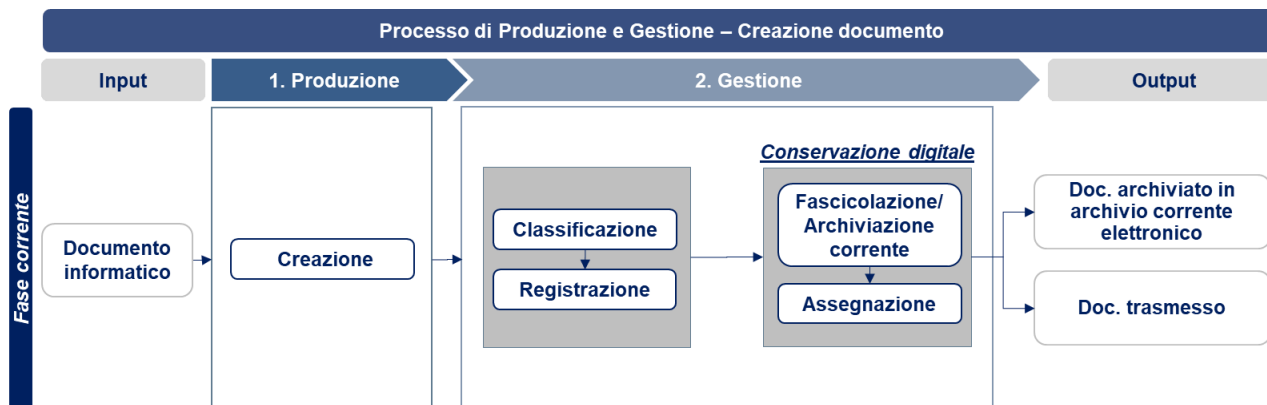 Processo di Produzione e Gestione – Creazione documento
Input
1. Produzione
2. Gestione
Output
Fase corrente
Documento
informatico
Creazione
Classificazione
Registrazione
Conservazione digitale
Fascicolazione/
Archiviazione
corrente
Assegnazione
Doc. archiviato in
archivio corrente
elettronico
Doc. trasmesso